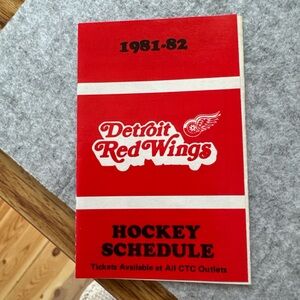 1981-82
Detroit
Red Wings
HOCKEY
SCHEDULE
Tickets Available at All CTC Outlets